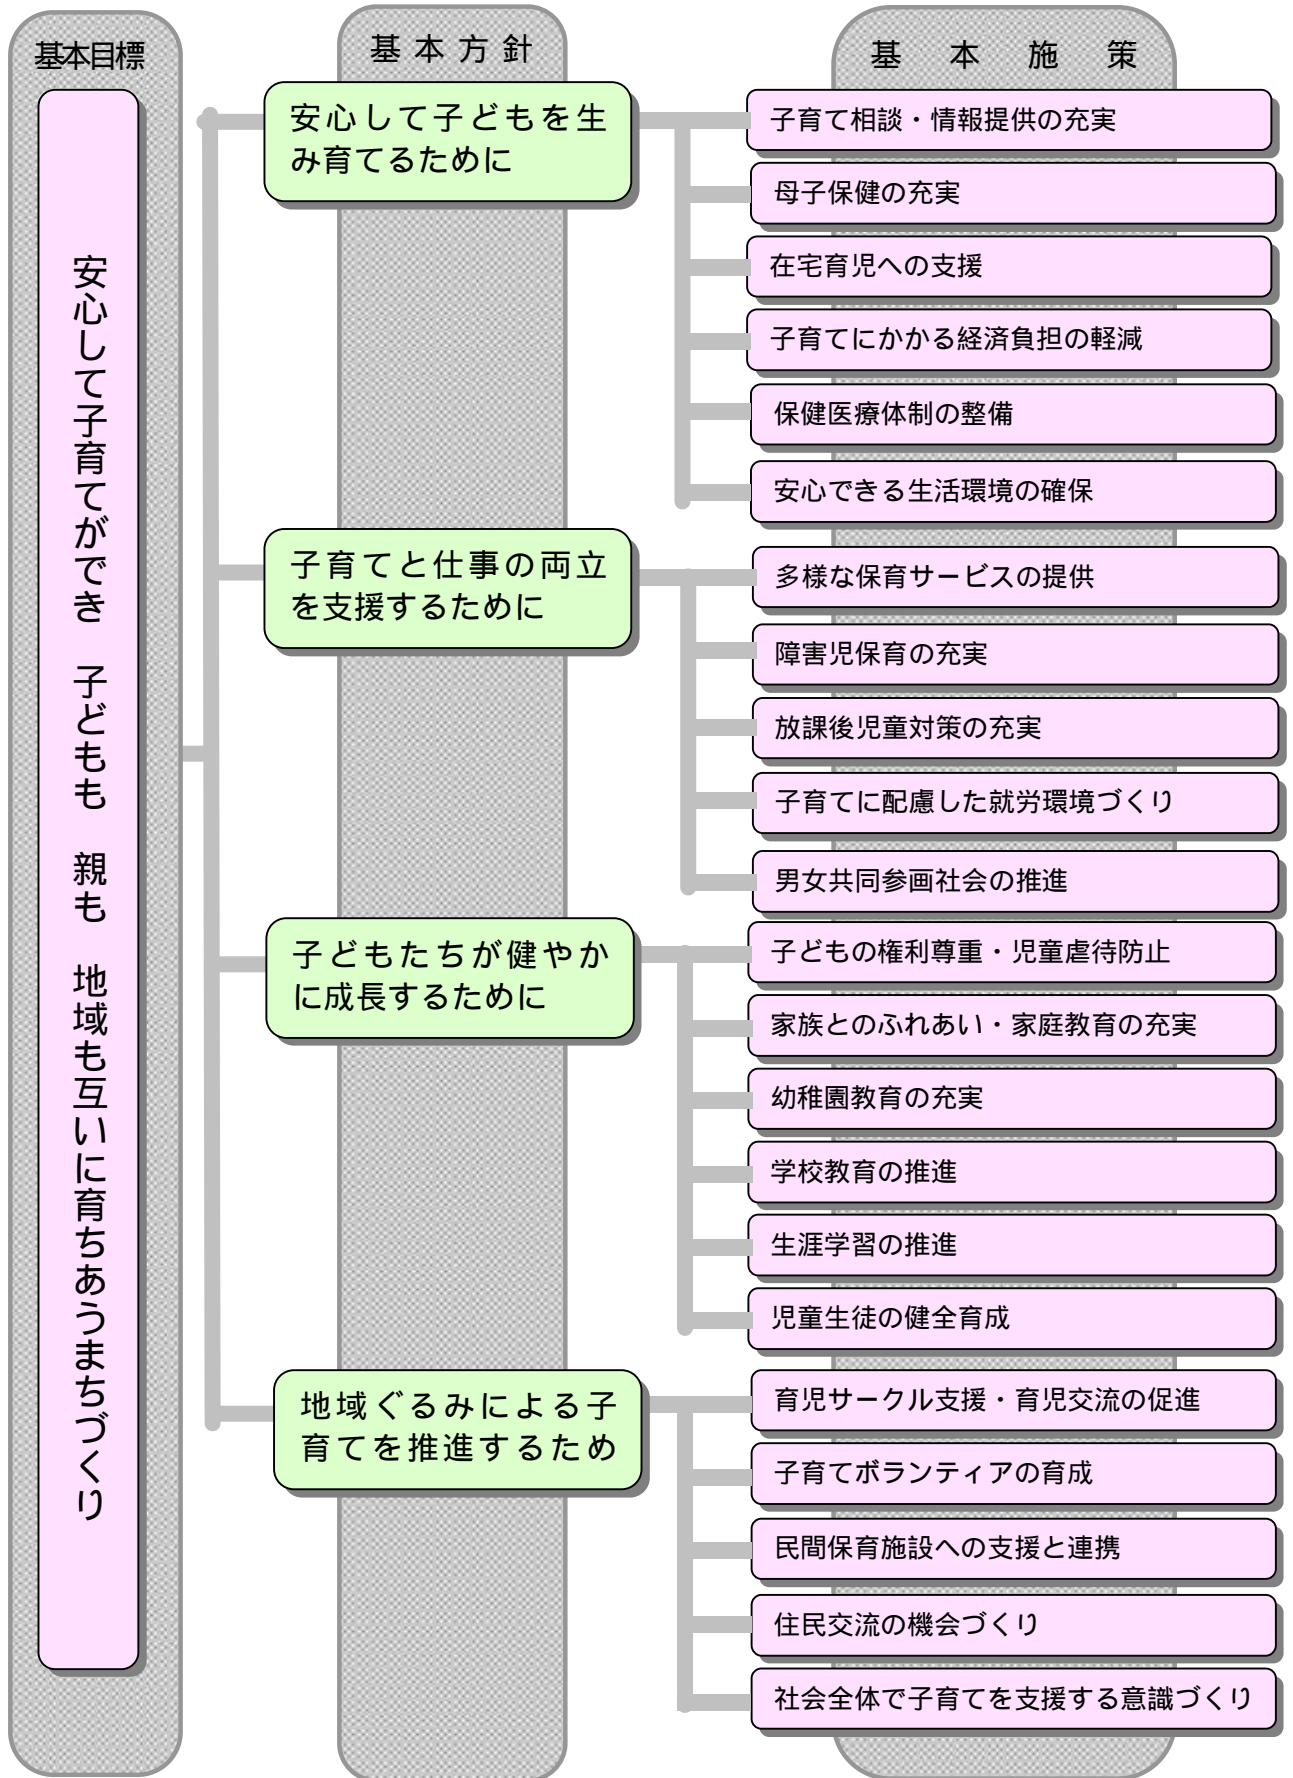 基本目標
安心して子育てができ　子どもも　親も　地域も互いに育ちあうまちづくり
基本方針
安心して子どもを生
み育てるために
子育てと仕事の両立
を支援するために
子どもたちが健やか
に成長するために
地域ぐるみによる子
育てを推進するため
基本施策
子育て相談・情報提供の充実
母子保健の充実
在宅育児への支援
子育てにかかる経済負担の軽減
保健医療体制の整備
安心できる生活環境の確保
多様な保育サービスの提供
障害児保育の充実
放課後児童対策の充実
子育てに配慮した就労環境づくり
男女共同参画社会の推進
子どもの権利尊重・児童虐待防止
家族とのふれあい・家庭教育の充実
幼稚園教育の充実
学校教育の推進
生涯学習の推進
児童生徒の健全育成
育児サークル支援・育児交流の促進
子育てボランティアの育成
民間保育施設への支援と連携
住民交流の機会づくり
社会全体で子育てを支援する意識づくり